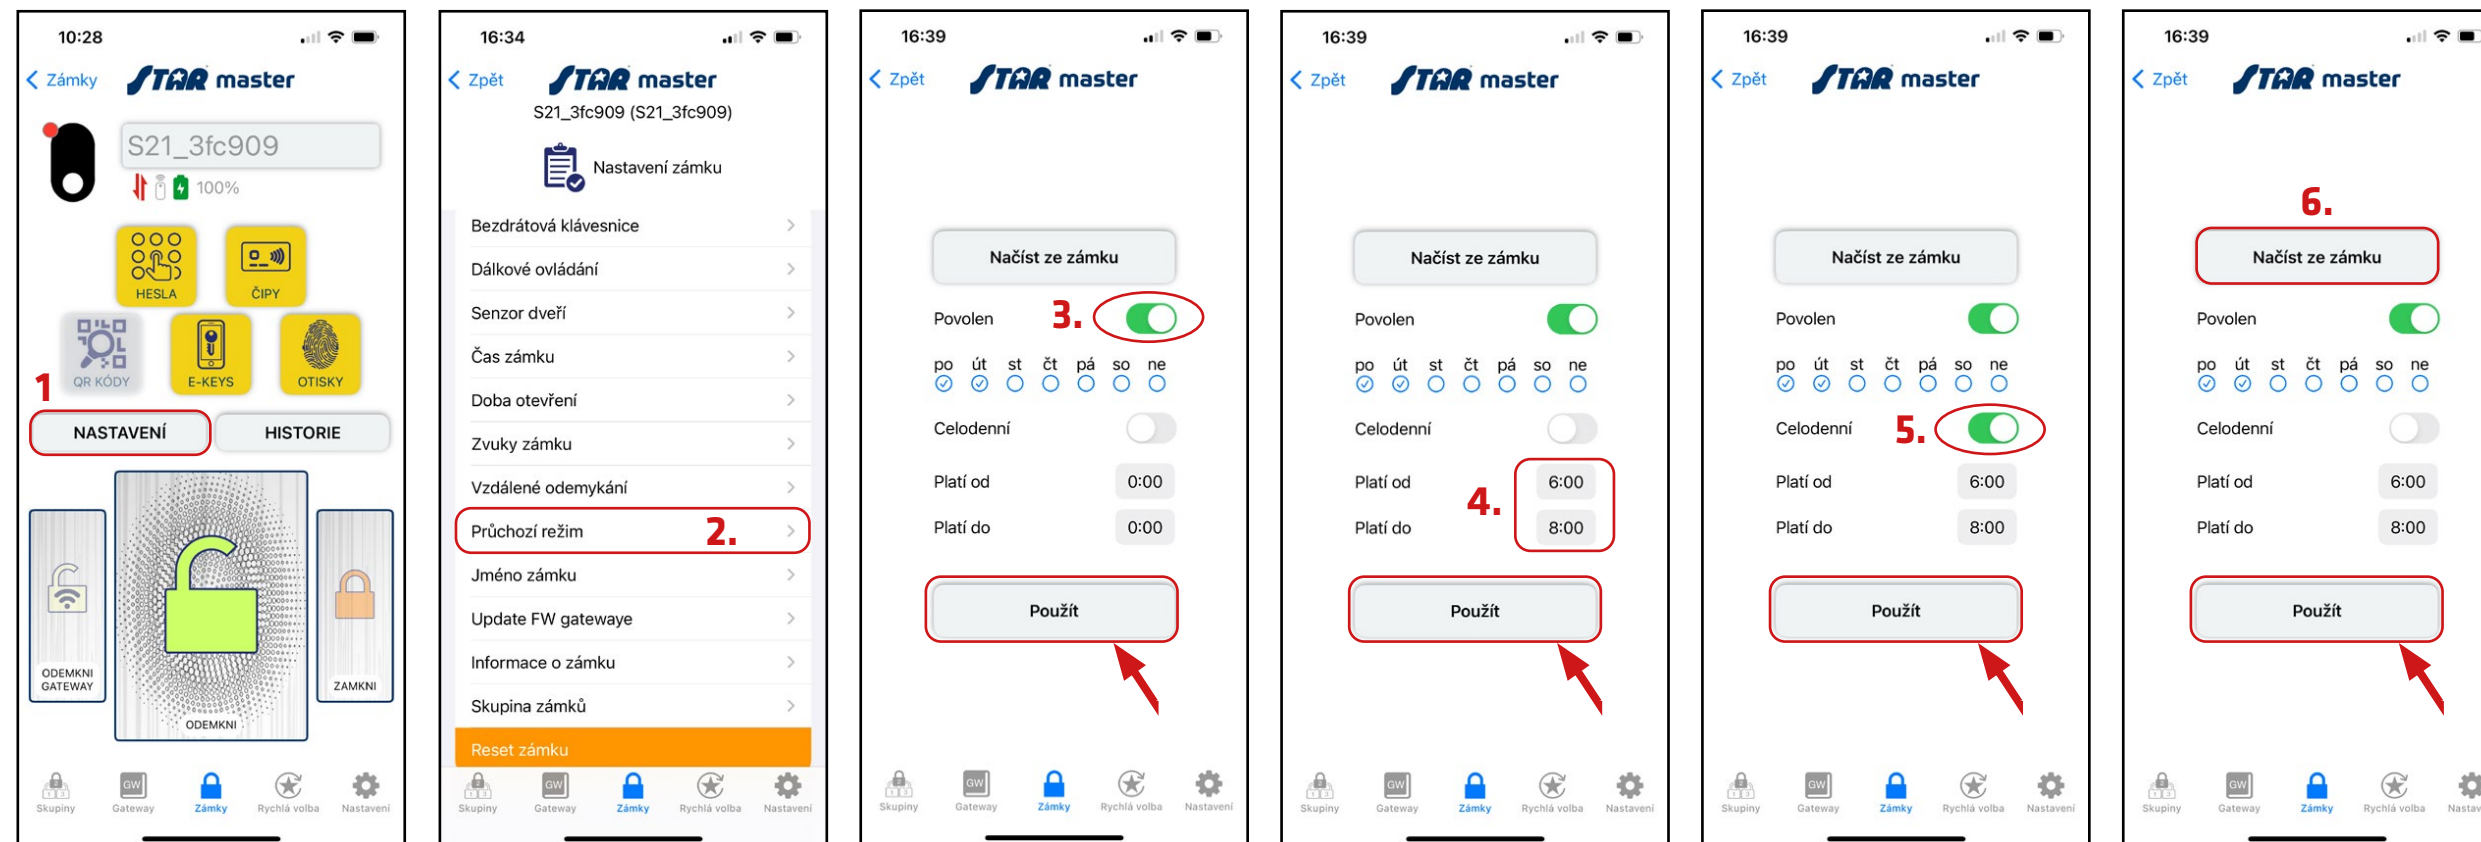 10:28
Zámky
STAR master
S21_3fc909
100%
HESLA
ČIPY
1
QR KÓDY
E-KEYS
OTISKY
NASTAVENÍ
HISTORIE
ODEMKNI
GATEWAY
ODEMKNI
ZAMKNI
Skupiny
GW
Gateway
Zámky
Rychlá volba
Nastavení
16:34
Zpět
STAR master
S21_3fc909 (S21_3fc909)
Nastavení zámku
Bezdrátová klávesnice
Dálkové ovládání
Senzor dveří
Čas zámku
Doba otevření
Zvuky zámku
Vzdálené odemykání
Průchozí režim
2.
Jméno zámku
Update FW gatewaye
Informace o zámku
Skupina zámků
Reset zámku
Skupiny
GW
Gateway
Zámky
Rychlá volba
Nastavení
16:39
Zpět
STAR master
Načíst ze zámku
Povolen
3.
po út st čt pá so ne
Celodenní
Platí od 0:00
Platí do 0:00
Použít
Skupiny
GW
Gateway
Zámky
Rychlá volba
Nastavení
16:39
Zpět
STAR master
Načíst ze zámku
Povolen
po út st čt pá so ne
Celodenní
Platí od 6:00
4.
Platí do 8:00
Použít
Skupiny
GW
Gateway
Zámky
Rychlá volba
Nastavení
16:39
Zpět
STAR master
Načíst ze zámku
Povolen
po út st čt pá so ne
Celodenní
5.
Platí od 6:00
Platí do 8:00
Použít
Skupiny
GW
Gateway
Zámky
Rychlá volba
Nastavení
16:39
Zpět
STAR master
6.
Načíst ze zámku
Povolen
po út st čt pá so ne
Celodenní
Platí od 6:00
Platí do 8:00
Použít
Skupiny
GW
Gateway
Zámky
Rychlá volba